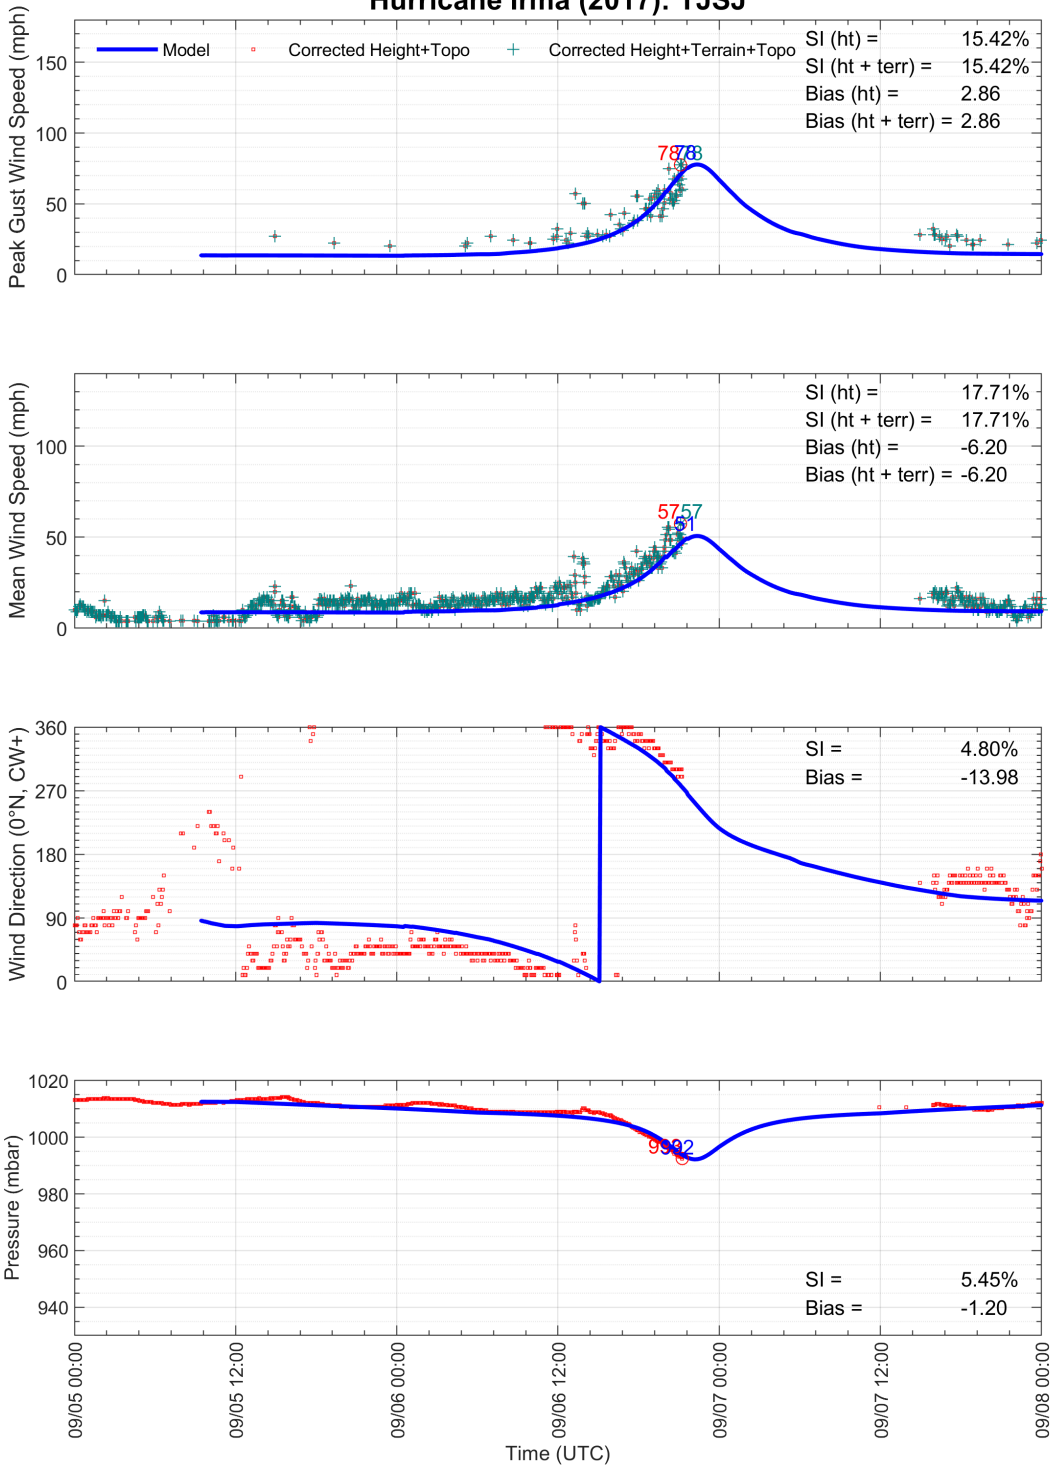 Hurricane Irma (2017): TJSJ
Peak Gust Wind Speed (mph)
150
100
50
0
Model
Corrected Height+Topo
Corrected Height+Terrain+Topo
SI (ht) = 15.42%
SI (ht + terr) = 15.42%
Bias (ht) = 2.86
Bias (ht + terr) = 2.86
78
78
78
Mean Wind Speed (mph)
100
50
0
SI (ht) = 17.71%
SI (ht + terr) = 17.71%
Bias (ht) = -6.20
Bias (ht + terr) = -6.20
57
57
51
Wind Direction (0°N, CW+)
360
270
180
90
0
SI = 4.80%
Bias = -13.98
Pressure (mbar)
1020
1000
980
960
940
992
SI = 5.45%
Bias = -1.20
09/05 00:00
09/05 12:00
09/06 00:00
09/06 12:00
09/07 00:00
09/07 12:00
09/08 00:00
Time (UTC)